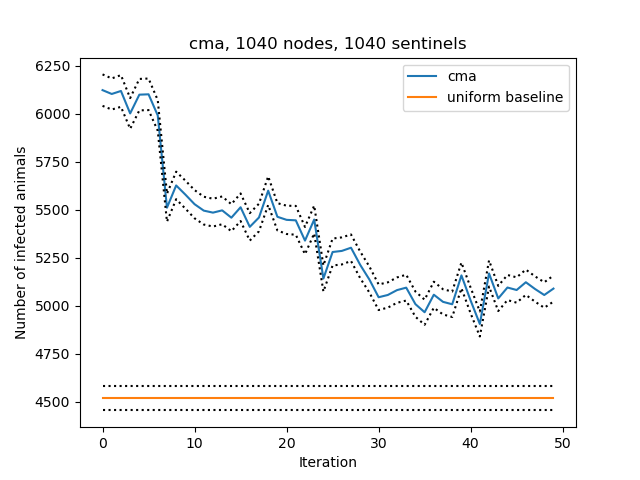 cma, 1040 nodes, 1040 sentinels
cma
uniform baseline
Number of infected animals
6250
6000
5750
5500
5250
5000
4750
4500
0 10 20 30 40 50
Iteration